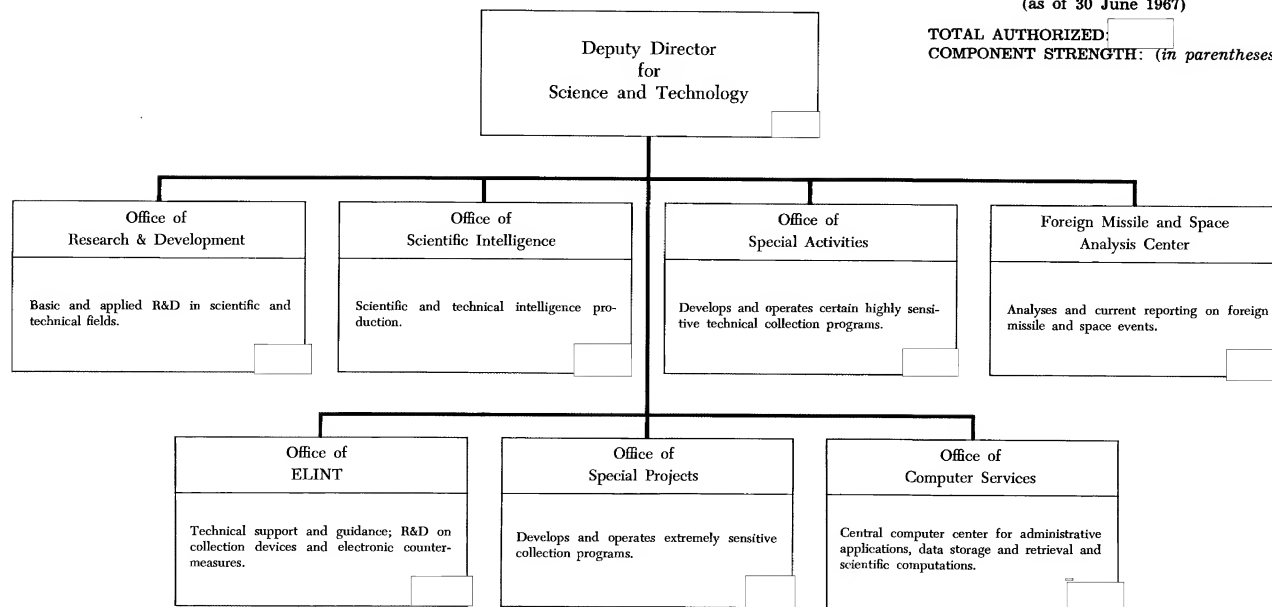 (as of 30 June 1967)
TOTAL AUTHORIZED:
COMPONENT STRENGTH: (in parentheses
Deputy Director
for
Science and Technology
Office of
Research & Development
Basic and applied R&D in scientific and
technical fields.
Office of
Scientific Intelligence
Scientific and technical intelligence pro-
duction.
Office of
Special Activities
Develops and operates certain highly sensi-
tive technical collection programs.
Foreign Missile and Space
Analysis Center
Analyses and current reporting on foreign
missile and space events.
Office of
ELINT
Technical support and guidance; R&D on
collection devices and electronic counter-
measures.
Office of
Special Projects
Develops and operates extremely sensitive
collection programs.
Office of
Computer Services
Central computer center for administrative
applications, data storage and retrieval and
scientific computations.